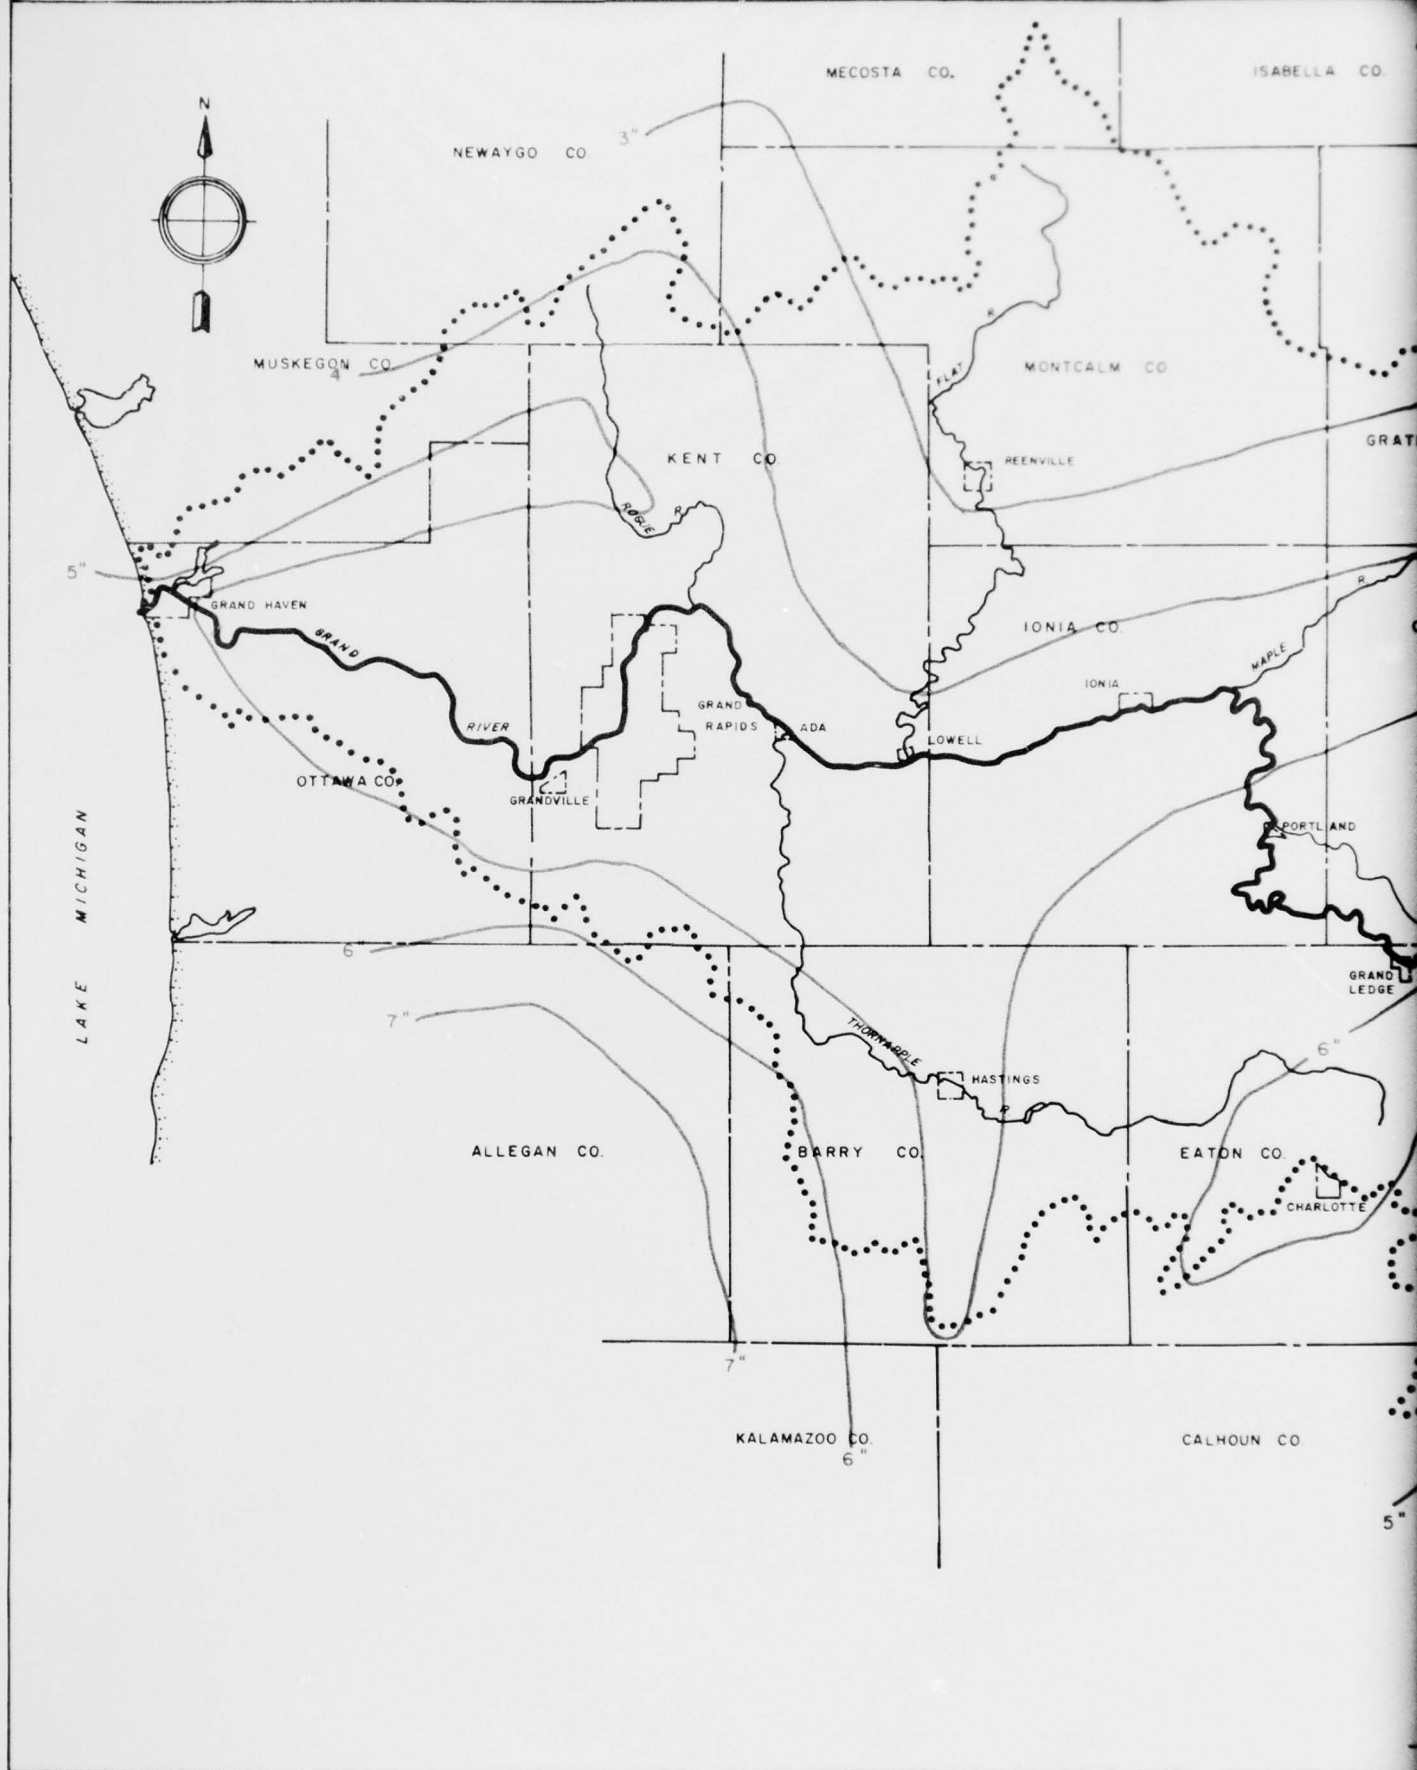 MECOSTA CO.
ISABELLA CO.
N
3"
NEWAYGO CO.
MUSKEGON CO.
4
FLAT R.
MONTCALM CO.
GRATI
KENT CO.
REENVILLE
ROGUE R.
5"
GRAND HAVEN
GRAND RIVER
IONIA CO.
MAPLE R.
IONIA
GRAND
RAPIDS
ADA
LOWELL
OTTAWA CO.
GRANDVILLE
PORTLAND
LAKE MICHIGAN
6"
GRAND
LEDGE
7"
THORNAPPLE R.
6"
HASTINGS
ALLEGAN CO.
BARRY CO.
EATON CO.
CHARLOTTE
7"
KALAMAZOO CO.
6"
CALHOUN CO.
5"